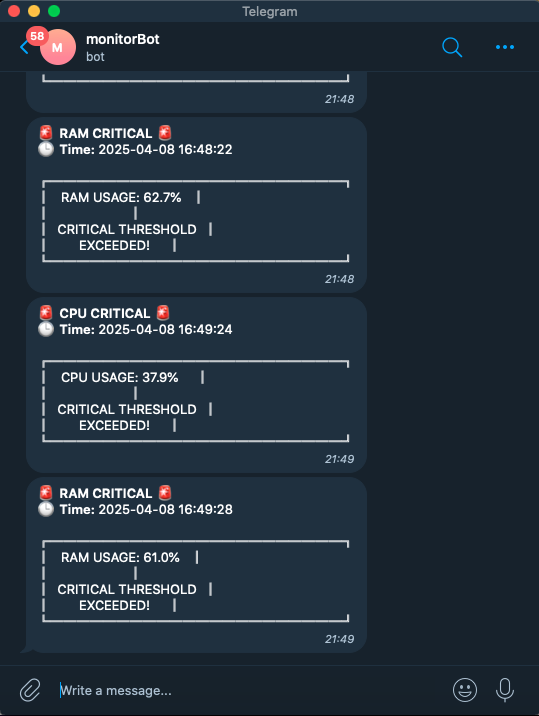 Telegram
58
M
monitorBot
bot
21:48
🚨 RAM CRITICAL 🚨
🕒 Time: 2025-04-08 16:48:22
RAM USAGE: 62.7%
CRITICAL THRESHOLD
EXCEEDED!
21:48
🚨 CPU CRITICAL 🚨
🕒 Time: 2025-04-08 16:49:24
CPU USAGE: 37.9%
CRITICAL THRESHOLD
EXCEEDED!
21:49
🚨 RAM CRITICAL 🚨
🕒 Time: 2025-04-08 16:49:28
RAM USAGE: 61.0%
CRITICAL THRESHOLD
EXCEEDED!
21:49
Write a message...